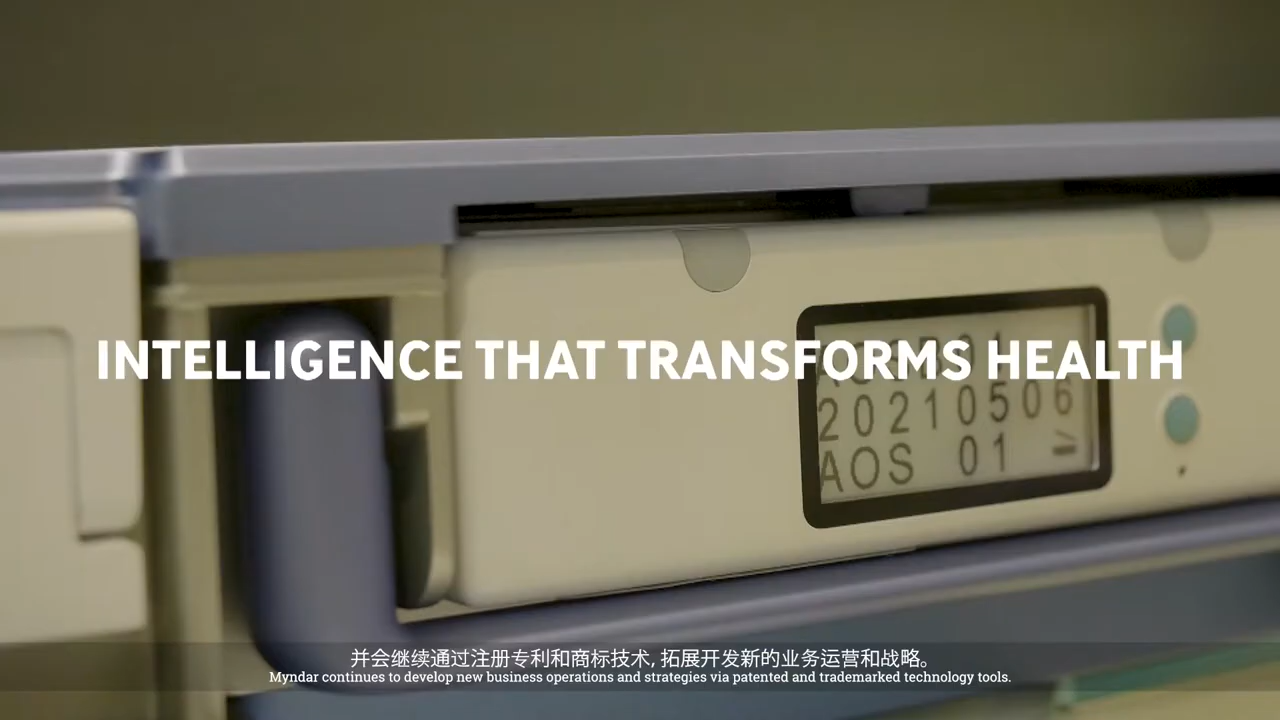 INTELLIGENCE THAT TRANSFORMS HEALTH
20210506
AOS 01
并会继续通过注册专利和商标技术, 拓展开发新的业务运营和战略。
Myndar continues to develop new business operations and strategies via patented and trademarked technology tools.